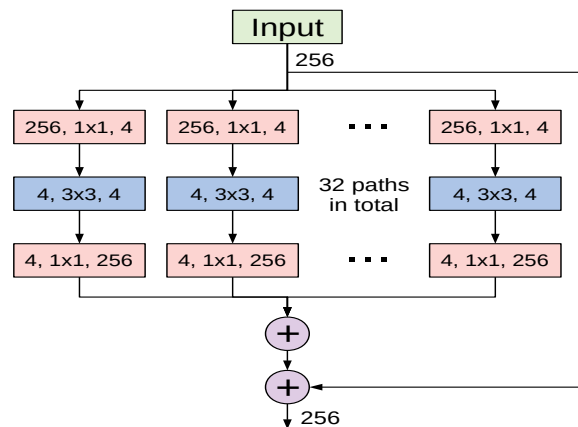 Input
256
256, 1x1, 4
256, 1x1, 4
256, 1x1, 4
4, 3x3, 4
4, 3x3, 4
32 paths
in total
4, 3x3, 4
4, 1x1, 256
4, 1x1, 256
4, 1x1, 256
+
+
256